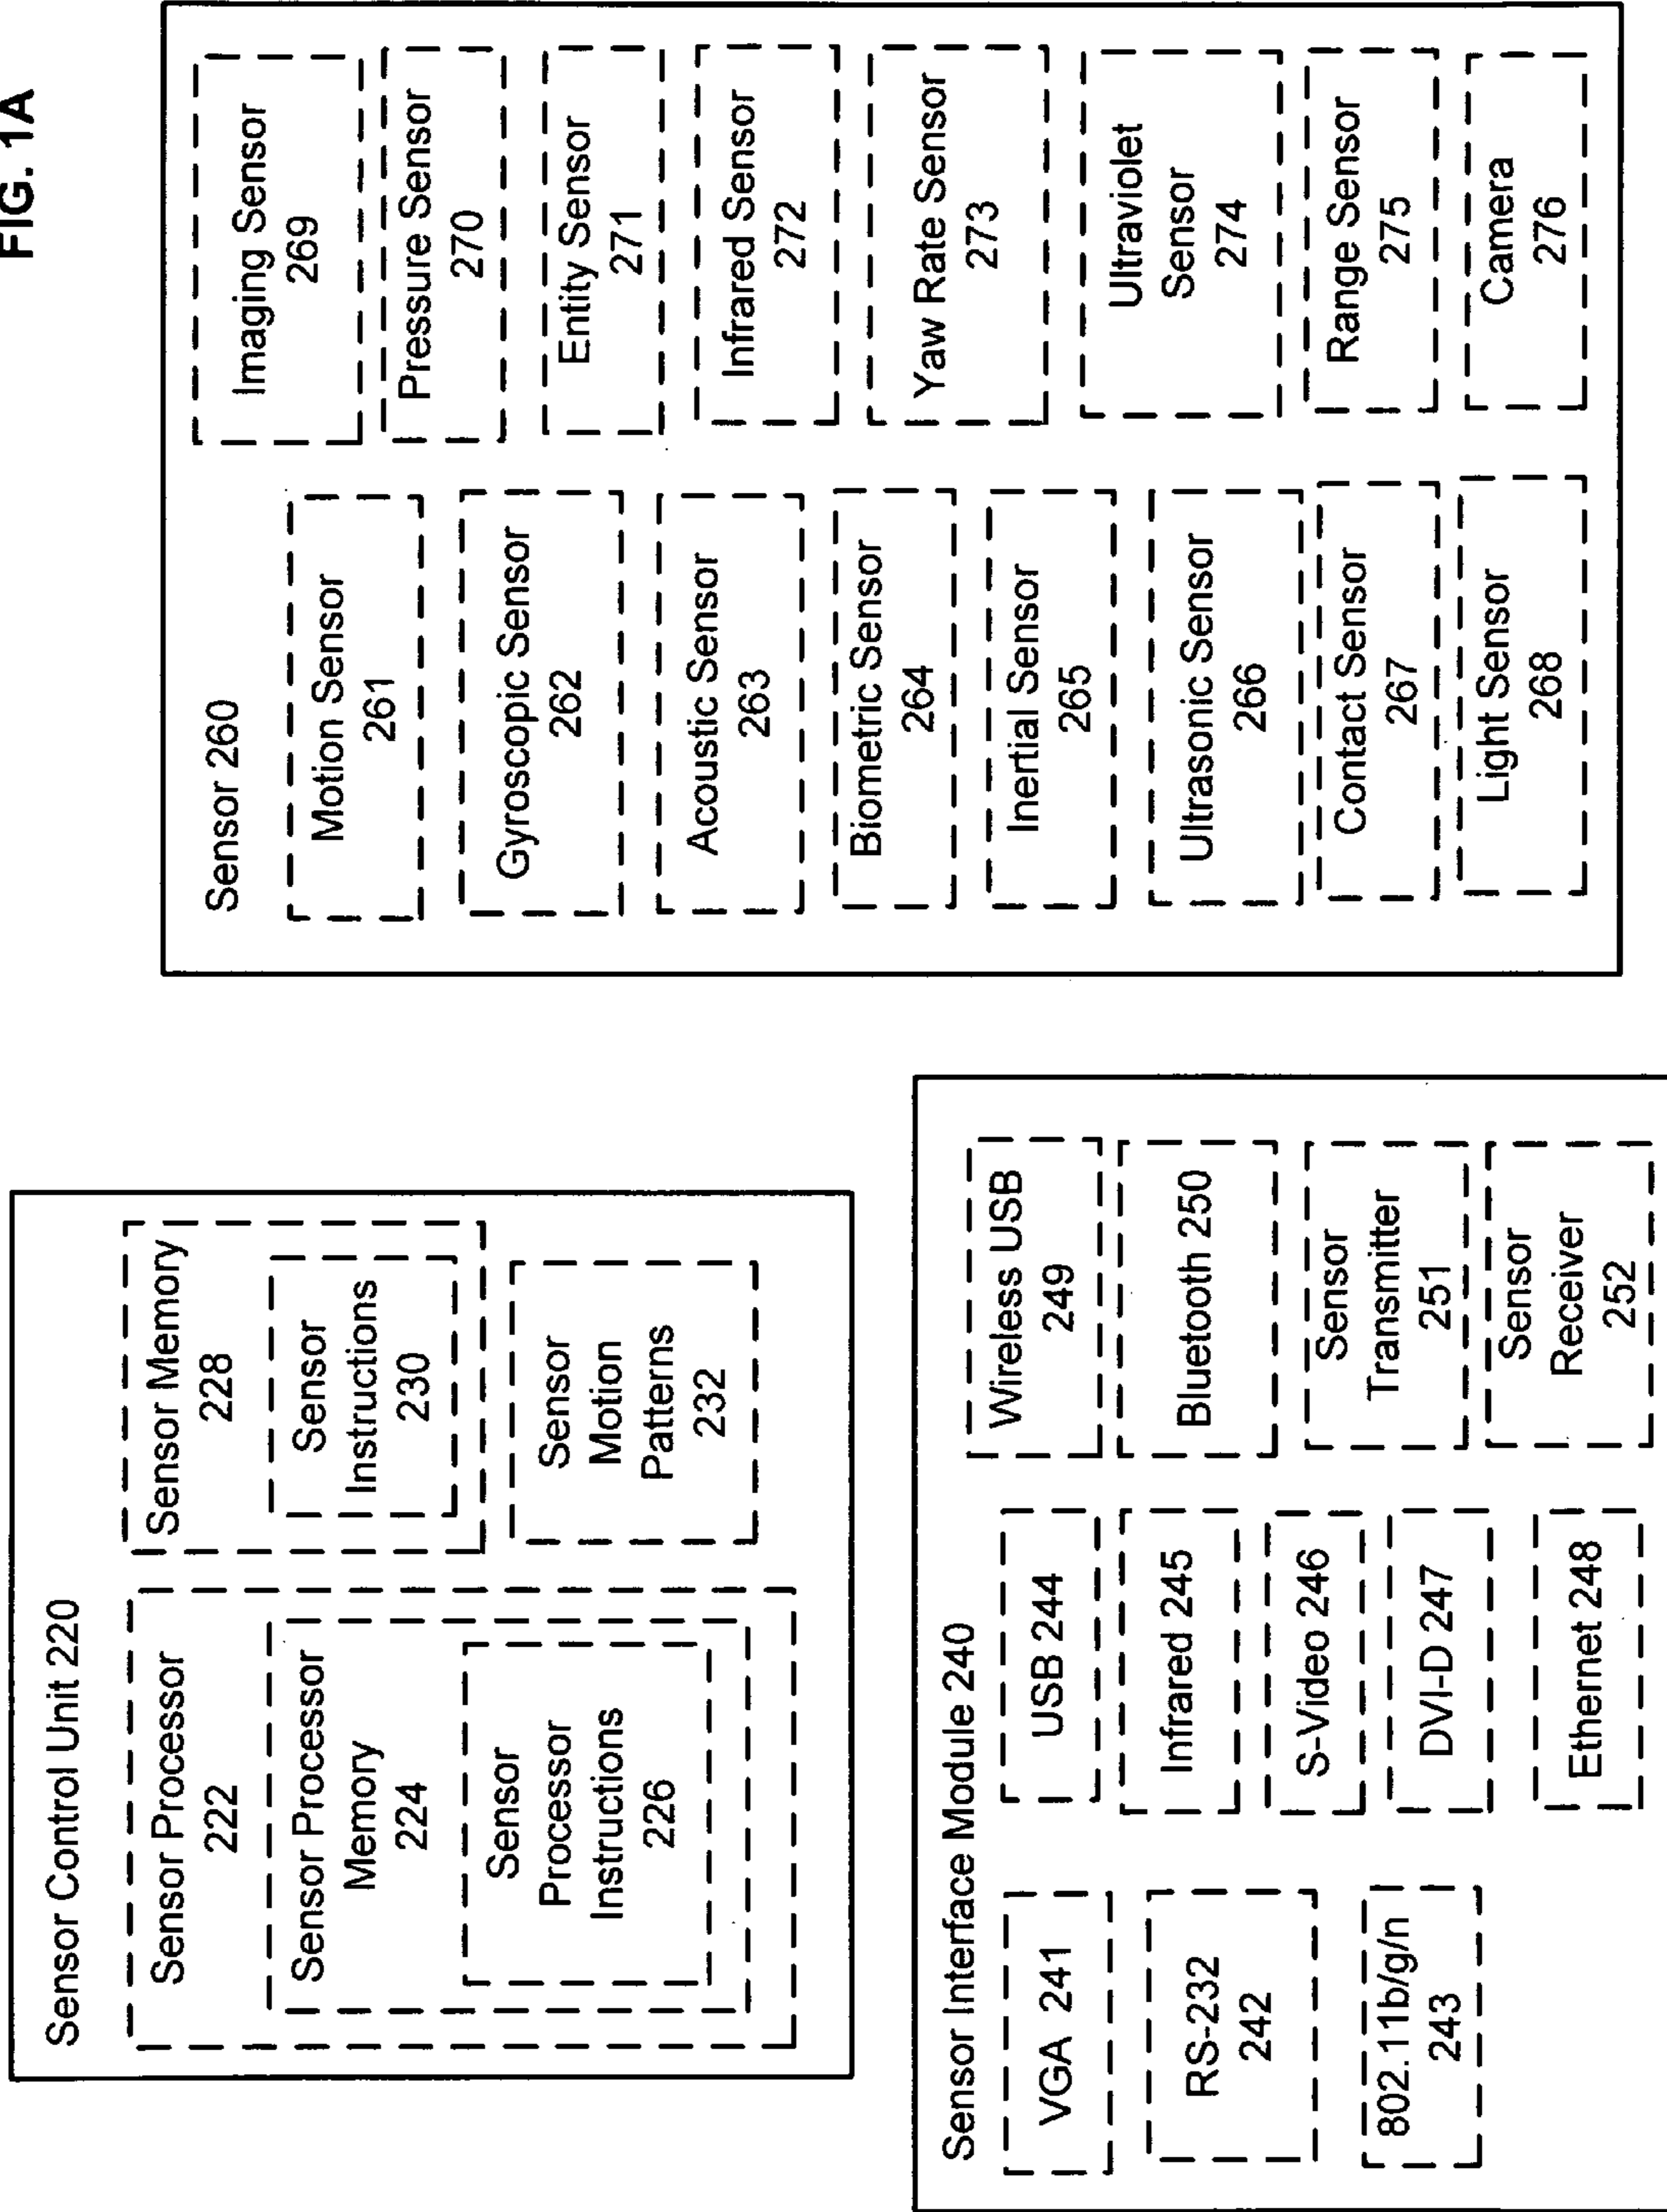 FIG. 1A
Sensor Control Unit 220
Sensor Processor
222
Sensor Processor
Memory
224
Sensor
Processor
Instructions
226
Sensor Memory
228
Sensor
Instructions
230
Sensor
Motion
Patterns
232
Sensor Interface Module 240
VGA 241
RS-232
242
802.11b/g/n
243
USB 244
Infrared 245
S-Video 246
DVI-D 247
Ethernet 248
Wireless USB
249
Bluetooth 250
Sensor
Transmitter
251
Sensor
Receiver
252
Sensor 260
Motion Sensor
261
Gyroscopic Sensor
262
Acoustic Sensor
263
Biometric Sensor
264
Inertial Sensor
265
Ultrasonic Sensor
266
Contact Sensor
267
Light Sensor
268
Imaging Sensor
269
Pressure Sensor
270
Entity Sensor
271
Infrared Sensor
272
Yaw Rate Sensor
273
Ultraviolet
Sensor
274
Range Sensor
275
Camera
276